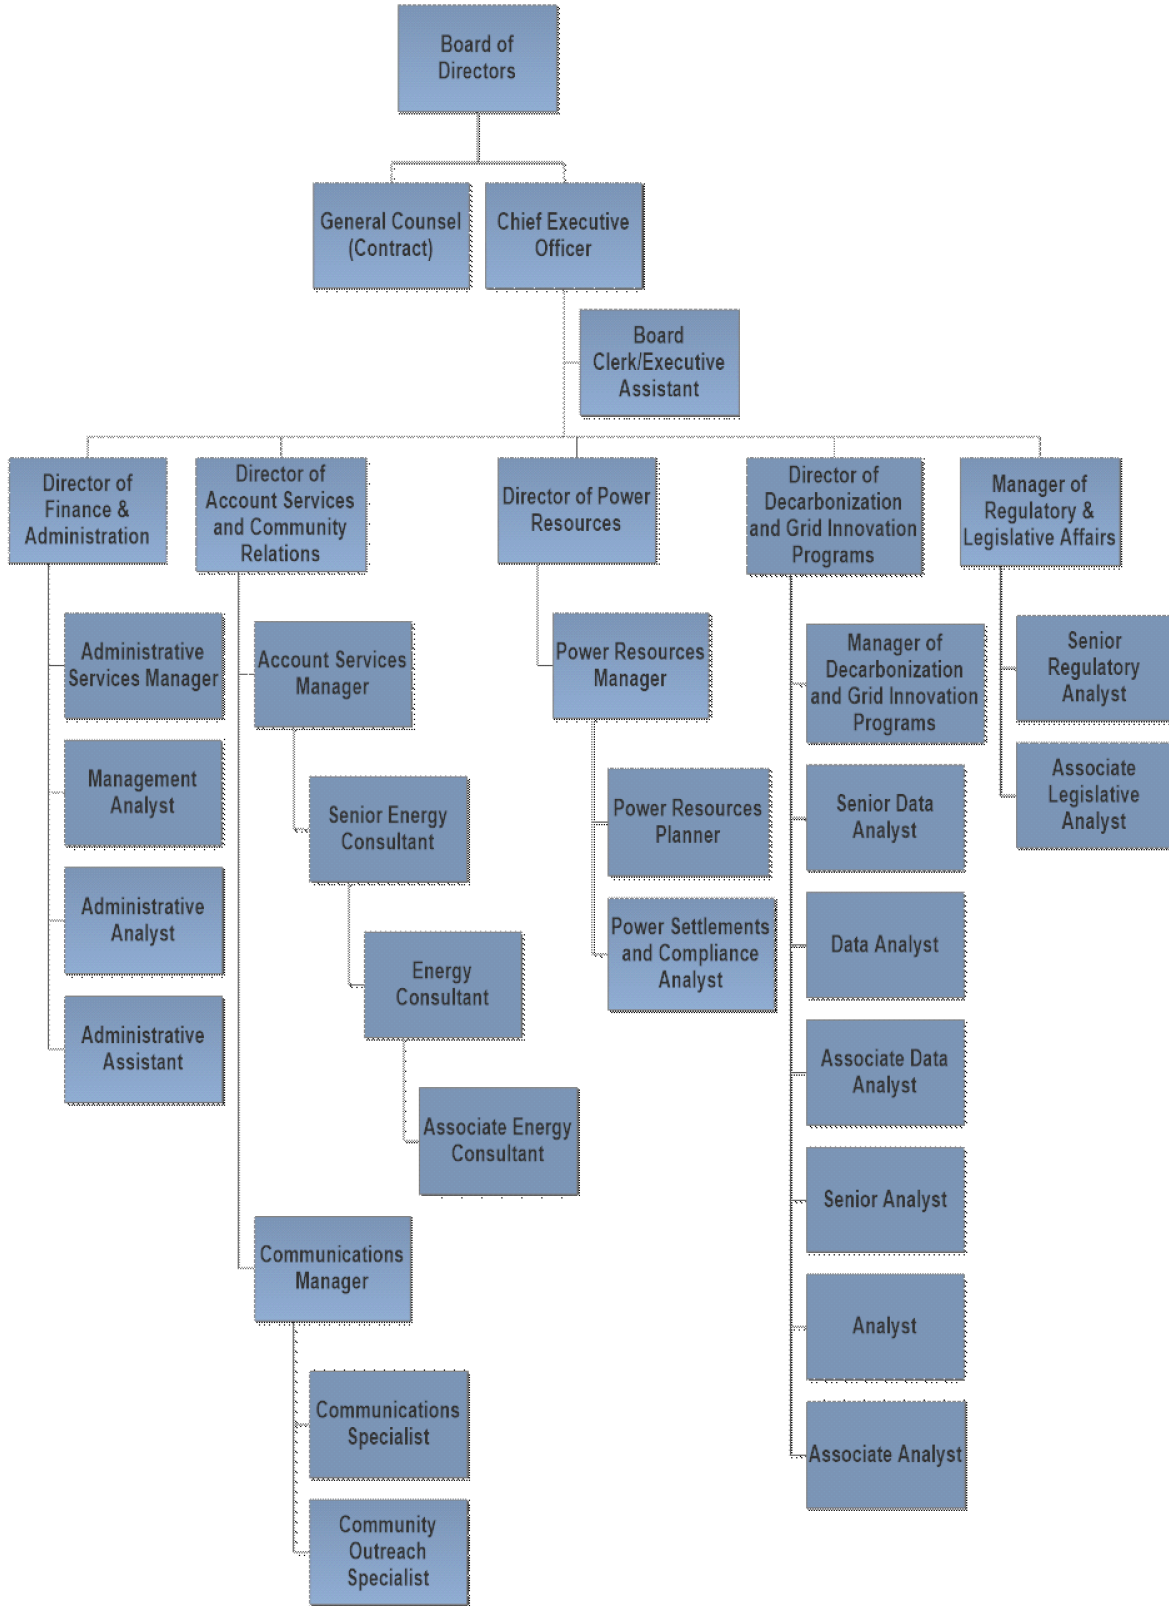 Board of
Directors
General Counsel
(Contract)
Chief Executive
Officer
Board
Clerk/Executive
Assistant
Director of
Finance &
Administration
Director of
Account Services
and Community
Relations
Director of Power
Resources
Director of
Decarbonization
and Grid Innovation
Programs
Manager of
Regulatory &
Legislative Affairs
Administrative
Services Manager
Management
Analyst
Administrative
Analyst
Administrative
Assistant
Account Services
Manager
Senior Energy
Consultant
Energy
Consultant
Associate Energy
Consultant
Communications
Manager
Communications
Specialist
Community
Outreach
Specialist
Power Resources
Manager
Power Resources
Planner
Power Settlements
and Compliance
Analyst
Manager of
Decarbonization
and Grid Innovation
Programs
Senior Data
Analyst
Data Analyst
Associate Data
Analyst
Senior Analyst
Analyst
Associate Analyst
Senior
Regulatory
Analyst
Associate
Legislative
Analyst